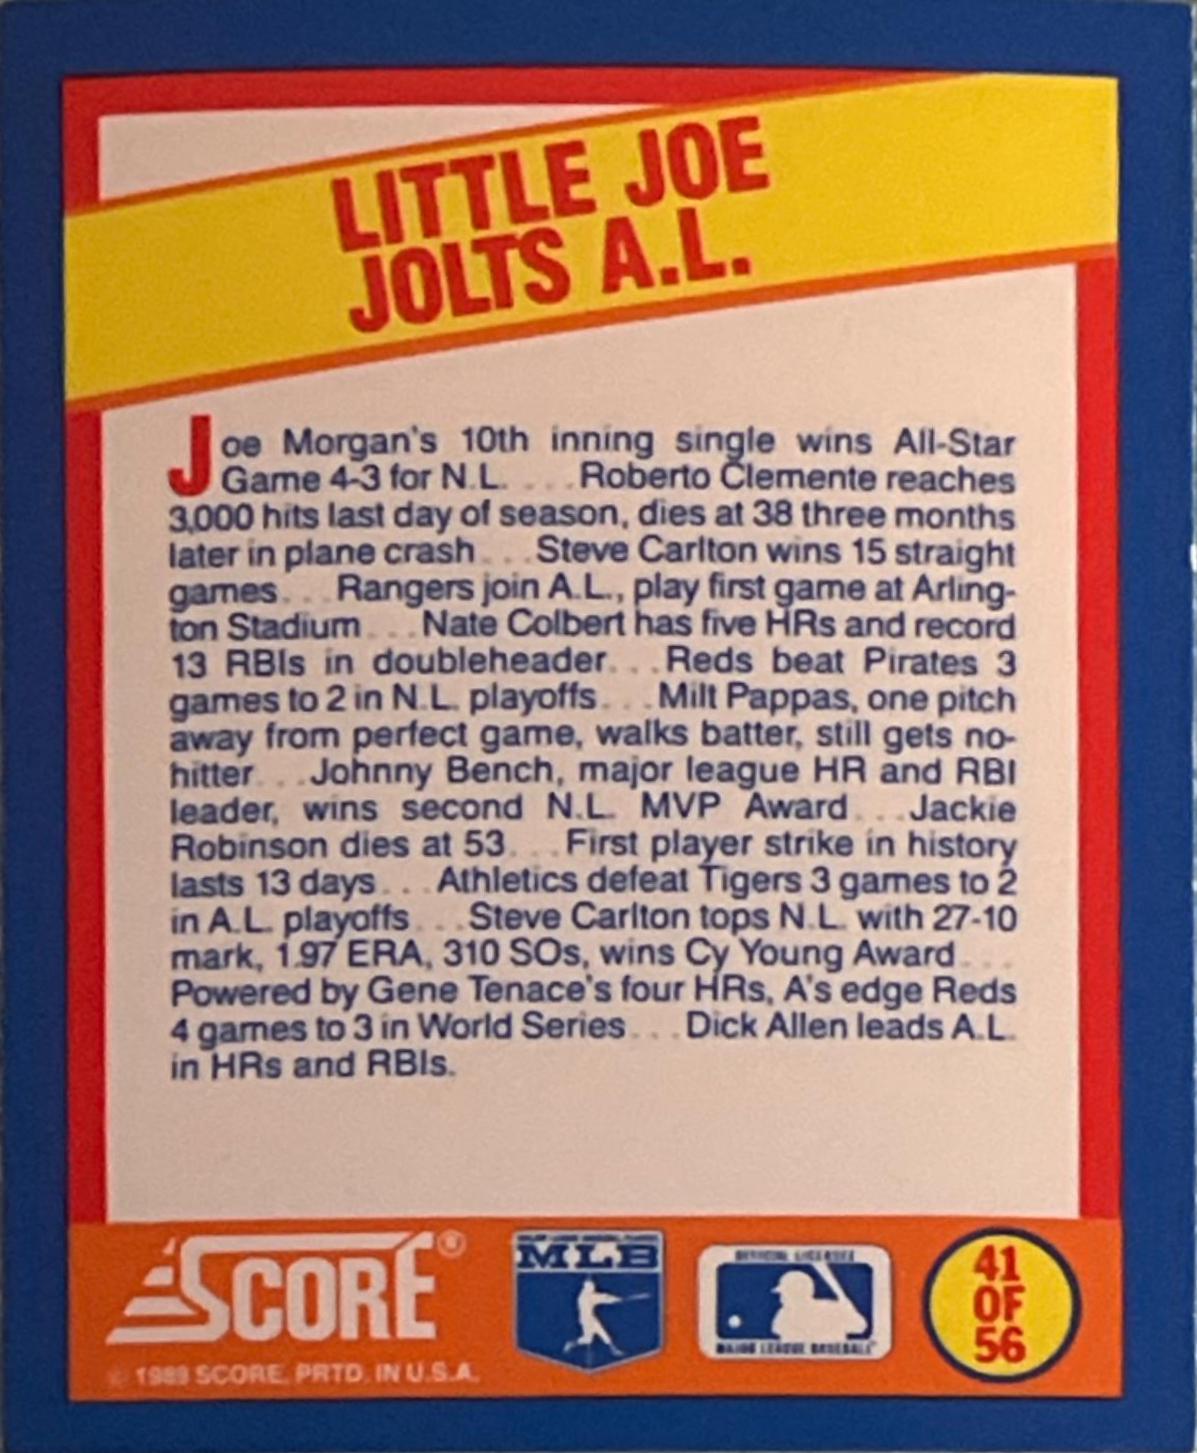 LITTLE JOE
JOLTS A.L.
Joe Morgan's 10th inning single wins All-Star
Game 4-3 for N.L. . . . Roberto Clemente reaches
3,000 hits last day of season, dies at 38 three months
later in plane crash . . . Steve Carlton wins 15 straight
games . . . Rangers join A.L., play first game at Arling-
ton Stadium . . . Nate Colbert has five HRs and record
13 RBIs in doubleheader . . . Reds beat Pirates 3
games to 2 in N.L. playoffs . . . Milt Pappas, one pitch
away from perfect game, walks batter, still gets no-
hitter . . . Johnny Bench, major league HR and RBI
leader, wins second N.L. MVP Award . . . Jackie
Robinson dies at 53 . . . First player strike in history
lasts 13 days . . . Athletics defeat Tigers 3 games to 2
in A.L. playoffs . . . Steve Carlton tops N.L. with 27-10
mark, 1.97 ERA, 310 SOs, wins Cy Young Award . . .
Powered by Gene Tenace's four HRs, A's edge Reds
4 games to 3 in World Series . . . Dick Allen leads A.L.
in HRs and RBIs.
SCORE®
© 1989 SCORE. PRTD. IN U.S.A.
MLB
OFFICIAL LICENSEE
MAJOR LEAGUE BASEBALL
41
OF
56